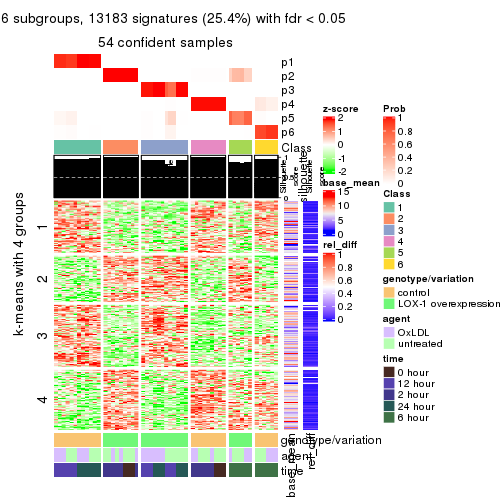 6 subgroups, 13183 signatures (25.4%) with fdr < 0.05
54 confident samples
p1
p2
p3
p4
p5
p6
Class
Silhouette score
silhouette
k-means with 4 groups
1
2
3
4
genotype/variation
agent
time
base_mean
rel_diff
z-score
2
1
0
-1
-2
base_mean
15
10
5
0
rel_diff
1
0.8
0.6
0.4
0.2
0
Prob
1
0.8
0.6
0.4
0.2
0
Class
1
2
3
4
5
6
genotype/variation
control
LOX-1 overexpression
agent
OxLDL
untreated
time
0 hour
12 hour
2 hour
24 hour
6 hour